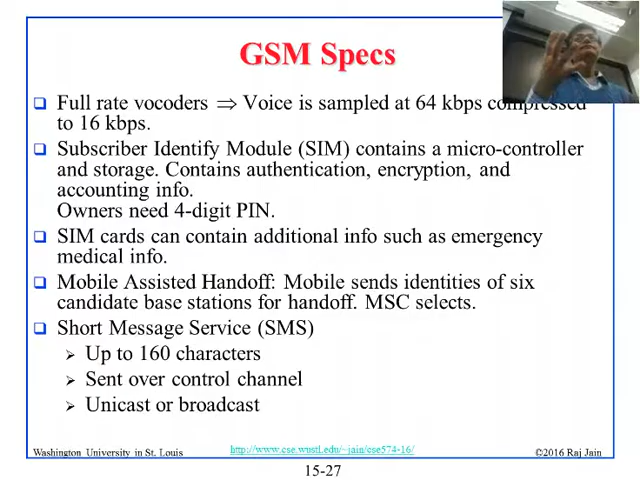 GSM Specs
Full rate vocoders ⇒ Voice is sampled at 64 kbps compressed
to 16 kbps.
Subscriber Identify Module (SIM) contains a micro-controller
and storage. Contains authentication, encryption, and
accounting info.
Owners need 4-digit PIN.
SIM cards can contain additional info such as emergency
medical info.
Mobile Assisted Handoff: Mobile sends identities of six
candidate base stations for handoff. MSC selects.
Short Message Service (SMS)
Up to 160 characters
Sent over control channel
Unicast or broadcast
Washington University in St. Louis
http://www.cse.wustl.edu/~jain/cse574-16/
©2016 Raj Jain
15-27